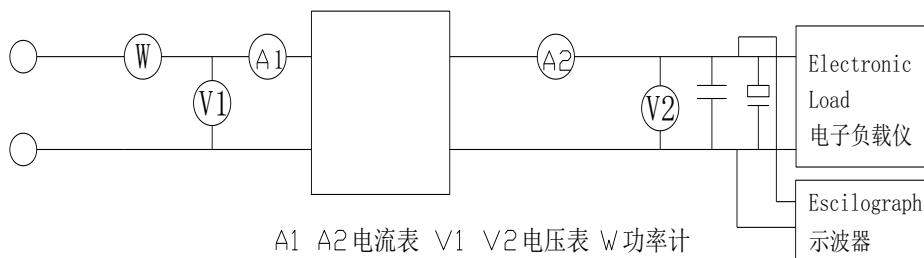 W
A1
V1
A2
V2
Electronic
Load
电子负载仪
Escilograph
示波器
A1 A2电流表 V1 V2电压表 W功率计